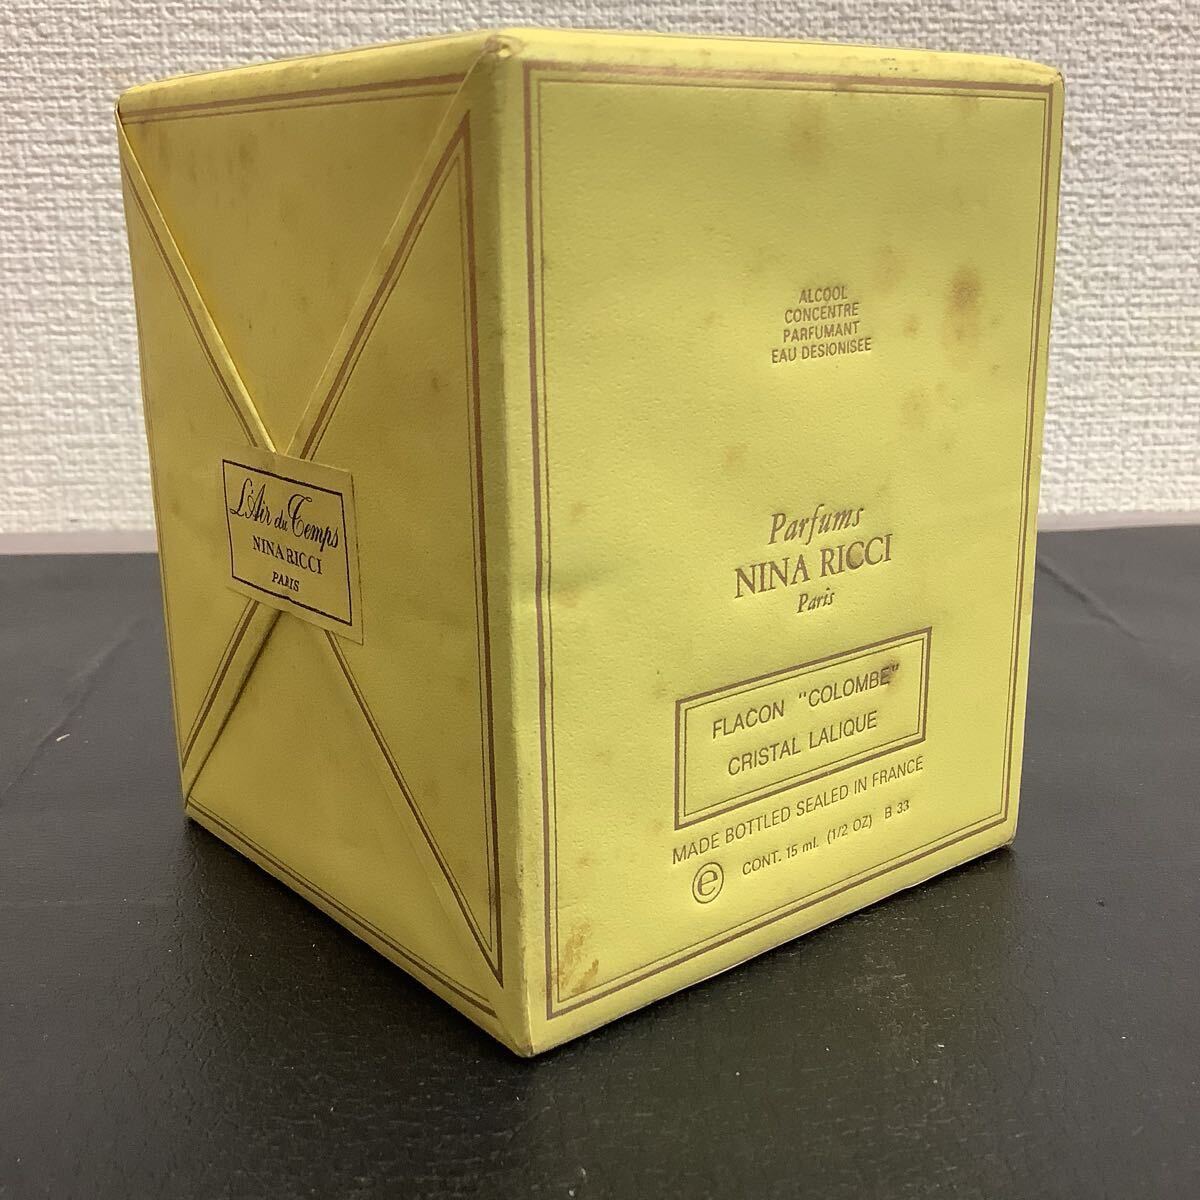 L'Air du Temps
NINA RICCI
PARIS
ALCOOL
CONCENTRE
PARFUMANT
EAU DESIONISEE
Parfums
NINA RICCI
Paris
FLACON "COLOMBE"
CRISTAL LALIQUE
MADE BOTTLED SEALED IN FRANCE
e CONT. 15 ml. (1/2 OZ) B 33